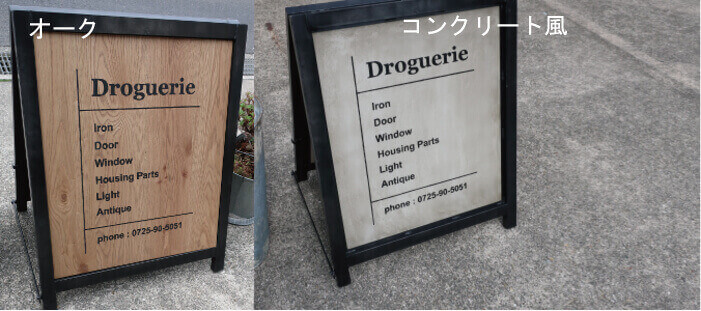 オーク
Droguerie
Iron
Door
Window
Housing Parts
Light
Antique
phone : 0725-90-5051
コンクリート風
Droguerie
Iron
Door
Window
Housing Parts
Light
Antique
phone : 0725-90-5051